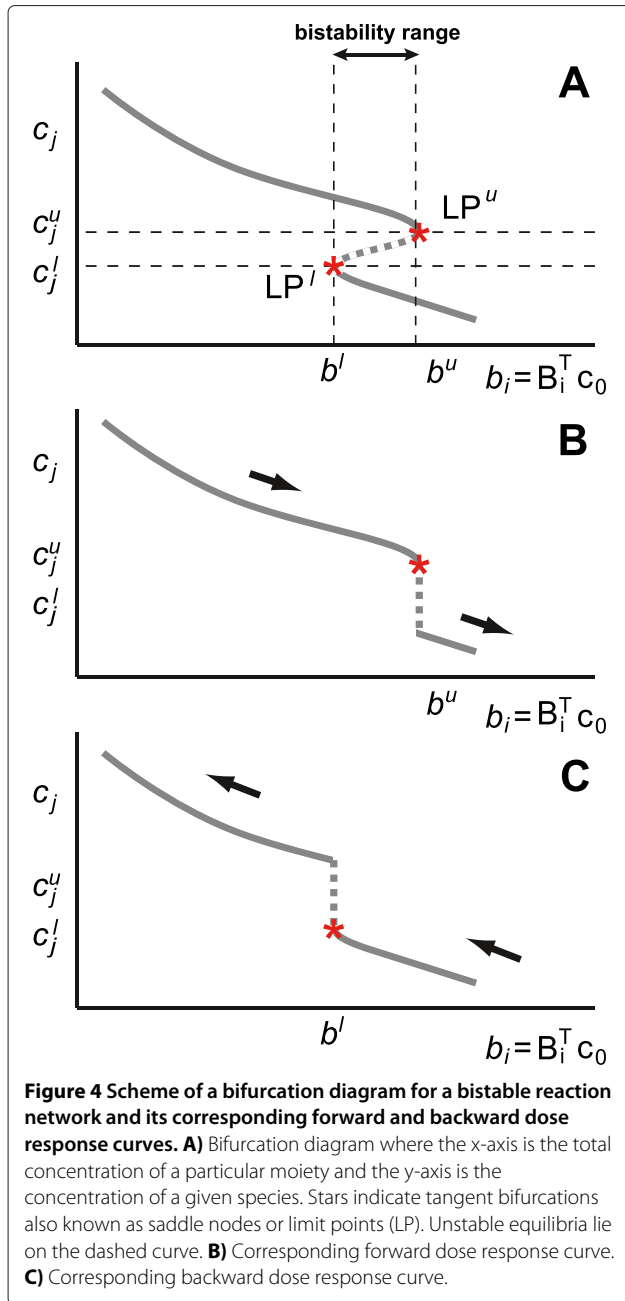 bistability range
A
c_j
c_j^u
c_j^l
LP^u
LP^l
b^l
b^u
b_i = B_i^T c_0
B
c_j
c_j^u
c_j^l
b^u
b_i = B_i^T c_0
C
c_j
c_j^u
c_j^l
b^l
b_i = B_i^T c_0
Figure 4 Scheme of a bifurcation diagram for a bistable reaction
network and its corresponding forward and backward dose
response curves. A) Bifurcation diagram where the x-axis is the total
concentration of a particular moiety and the y-axis is the
concentration of a given species. Stars indicate tangent bifurcations
also known as saddle nodes or limit points (LP). Unstable equilibria lie
on the dashed curve. B) Corresponding forward dose response curve.
C) Corresponding backward dose response curve.